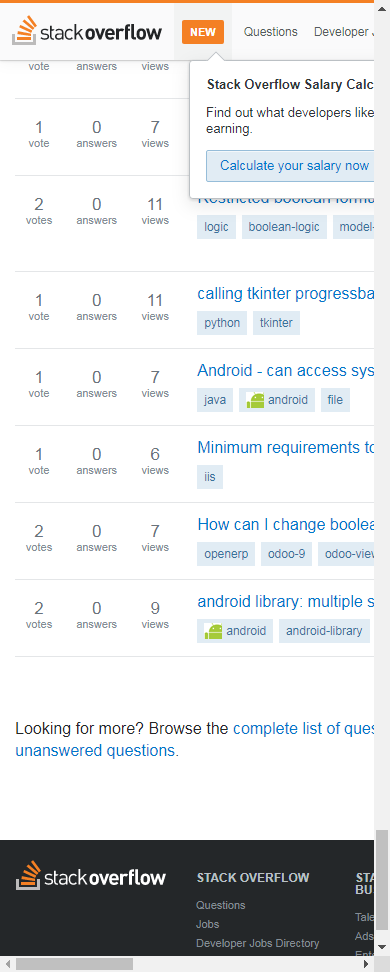 stackoverflow NEW Questions Developer J
vote answers views
Stack Overflow Salary Calc
Find out what developers like
earning.
Calculate your salary now
1 0 7
vote answers views
2 0 11
votes answers views
Restricted boolean formu
logic boolean-logic model-
1 0 11
vote answers views
calling tkinter progressba
python tkinter
1 0 7
vote answers views
Android - can access sys
java android file
1 0 6
vote answers views
Minimum requirements to
iis
2 0 7
votes answers views
How can I change boolea
openerp odoo-9 odoo-view
2 0 9
votes answers views
android library: multiple s
android android-library
Looking for more? Browse the complete list of ques
unanswered questions.
stackoverflow
STACK OVERFLOW
Questions
Jobs
Developer Jobs Directory
STA
BU
Tale
Ads
Ente